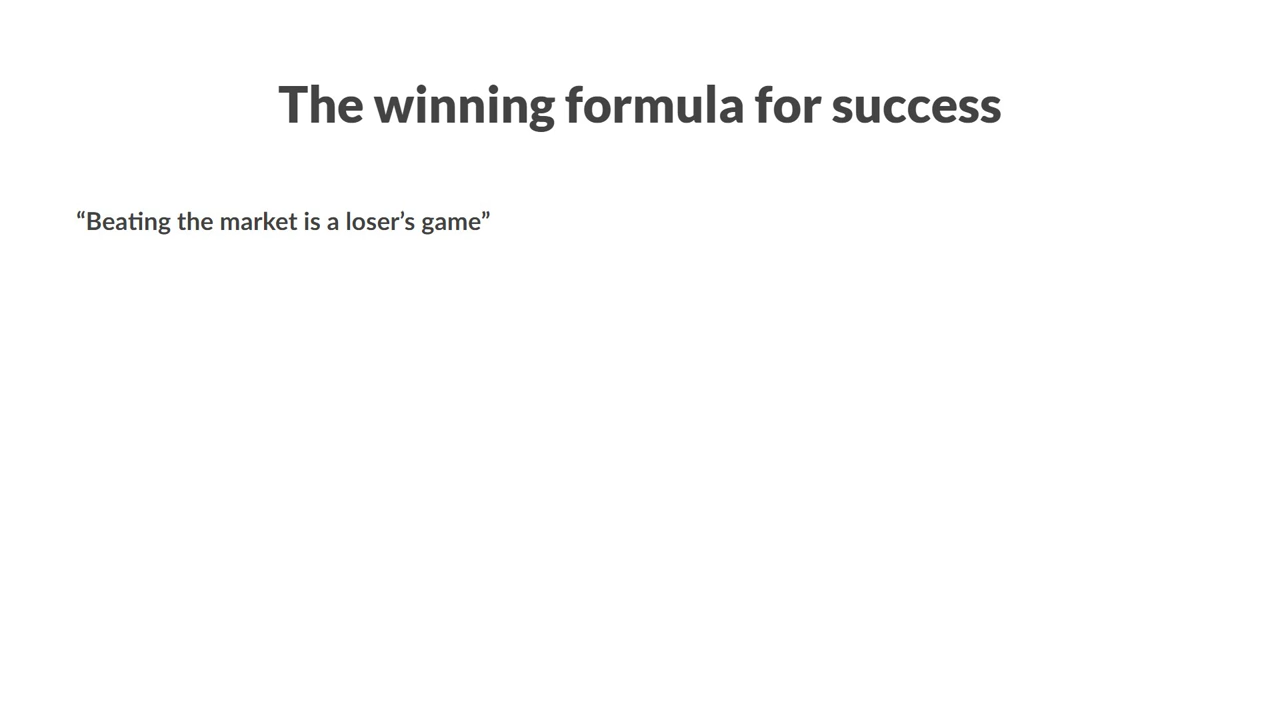 The winning formula for success
“Beating the market is a loser’s game”